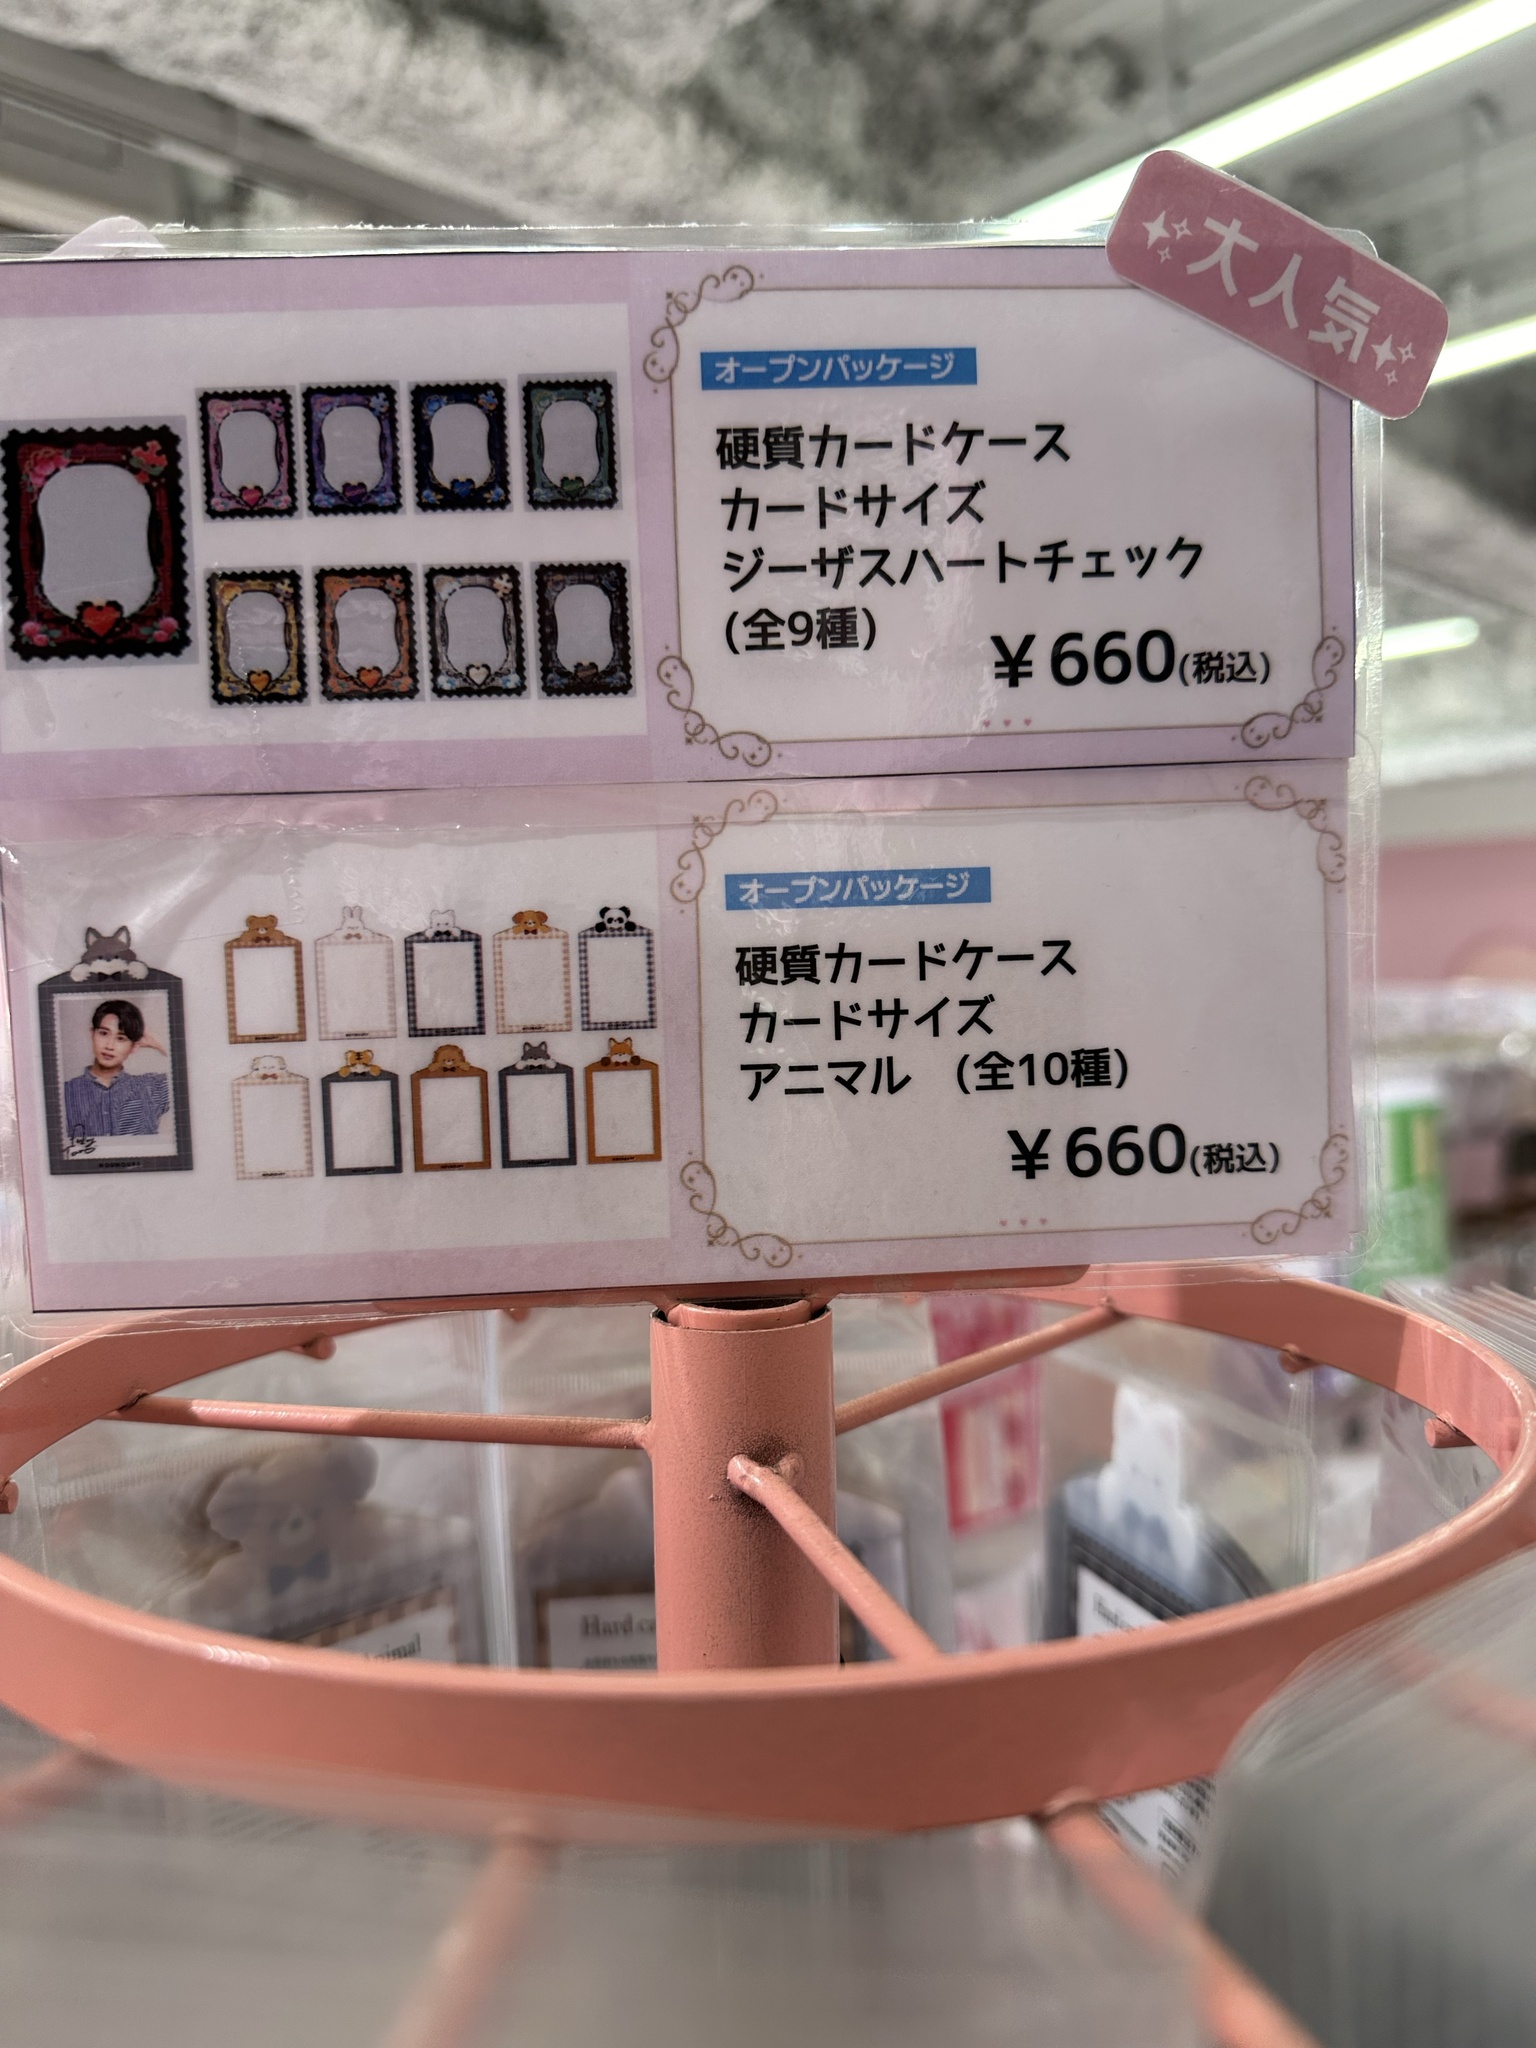 大人気
オープンパッケージ
硬質カードケース
カードサイズ
ジーザスハートチェック
(全9種)
¥660(税込)
オープンパッケージ
硬質カードケース
カードサイズ
アニマル (全10種)
¥660(税込)
Animal
Hard